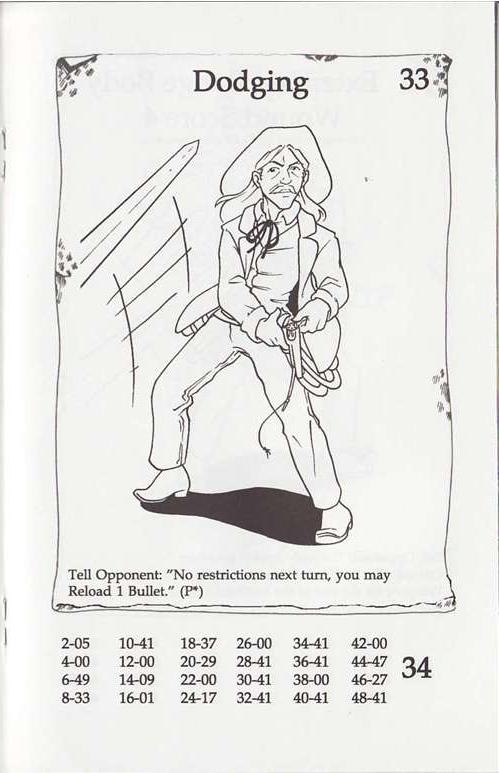 Dodging 33
Tell Opponent: "No restrictions next turn, you may
Reload 1 Bullet." (P*)
2-05 10-41 18-37 26-00 34-41 42-00
4-00 12-00 20-29 28-41 36-41 44-47
6-49 14-09 22-00 30-41 38-00 46-27
8-33 16-01 24-17 32-41 40-41 48-41
34